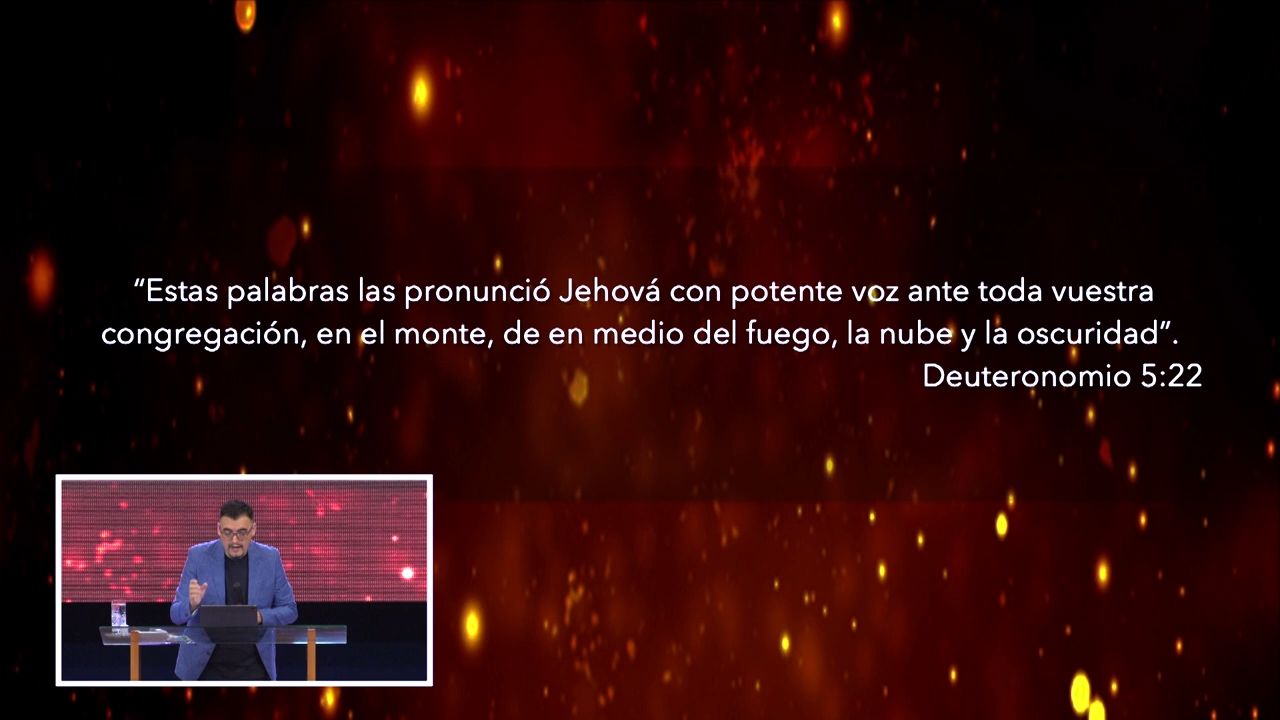 “Estas palabras las pronunció Jehová con potente voz ante toda vuestra
congregación, en el monte, de en medio del fuego, la nube y la oscuridad”.
Deuteronomio 5:22